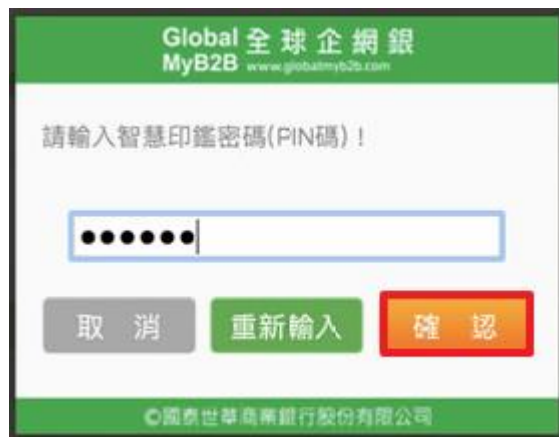 Global 全球企網銀
MyB2B www.globalmyb2b.com
請輸入智慧印鑑密碼(PIN碼)！
●●●●●●
取 消 重新輸入 確 認
©國泰世華商業銀行股份有限公司